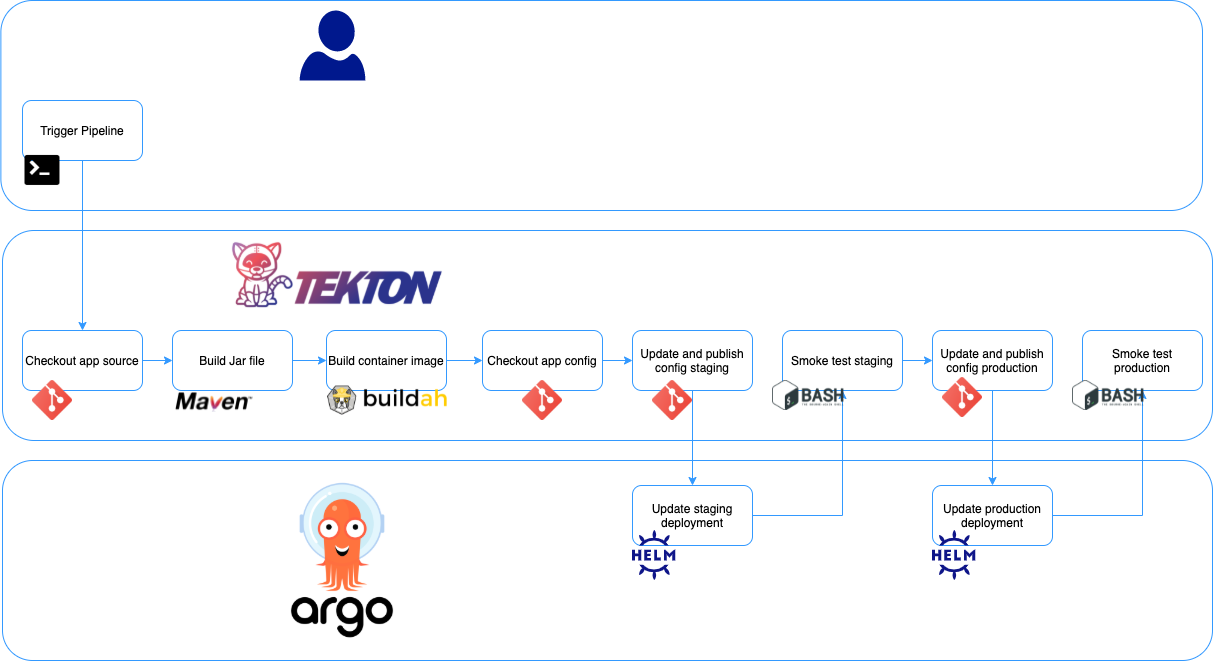 Trigger Pipeline
>_
TEKTON
Checkout app source
Build Jar file
Build container image
Checkout app config
Update and publish
config staging
Smoke test staging
Update and publish
config production
Smoke test
production
Maven™
buildah
$
BASH
$
BASH
Update staging
deployment
Update production
deployment
HELM
HELM
argo